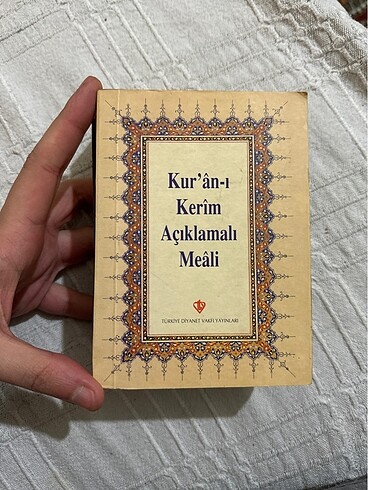 Kur'ân-ı
Kerîm
Açıklamalı
Meâli
TÜRKİYE DİYANET VAKFI YAYINLARI